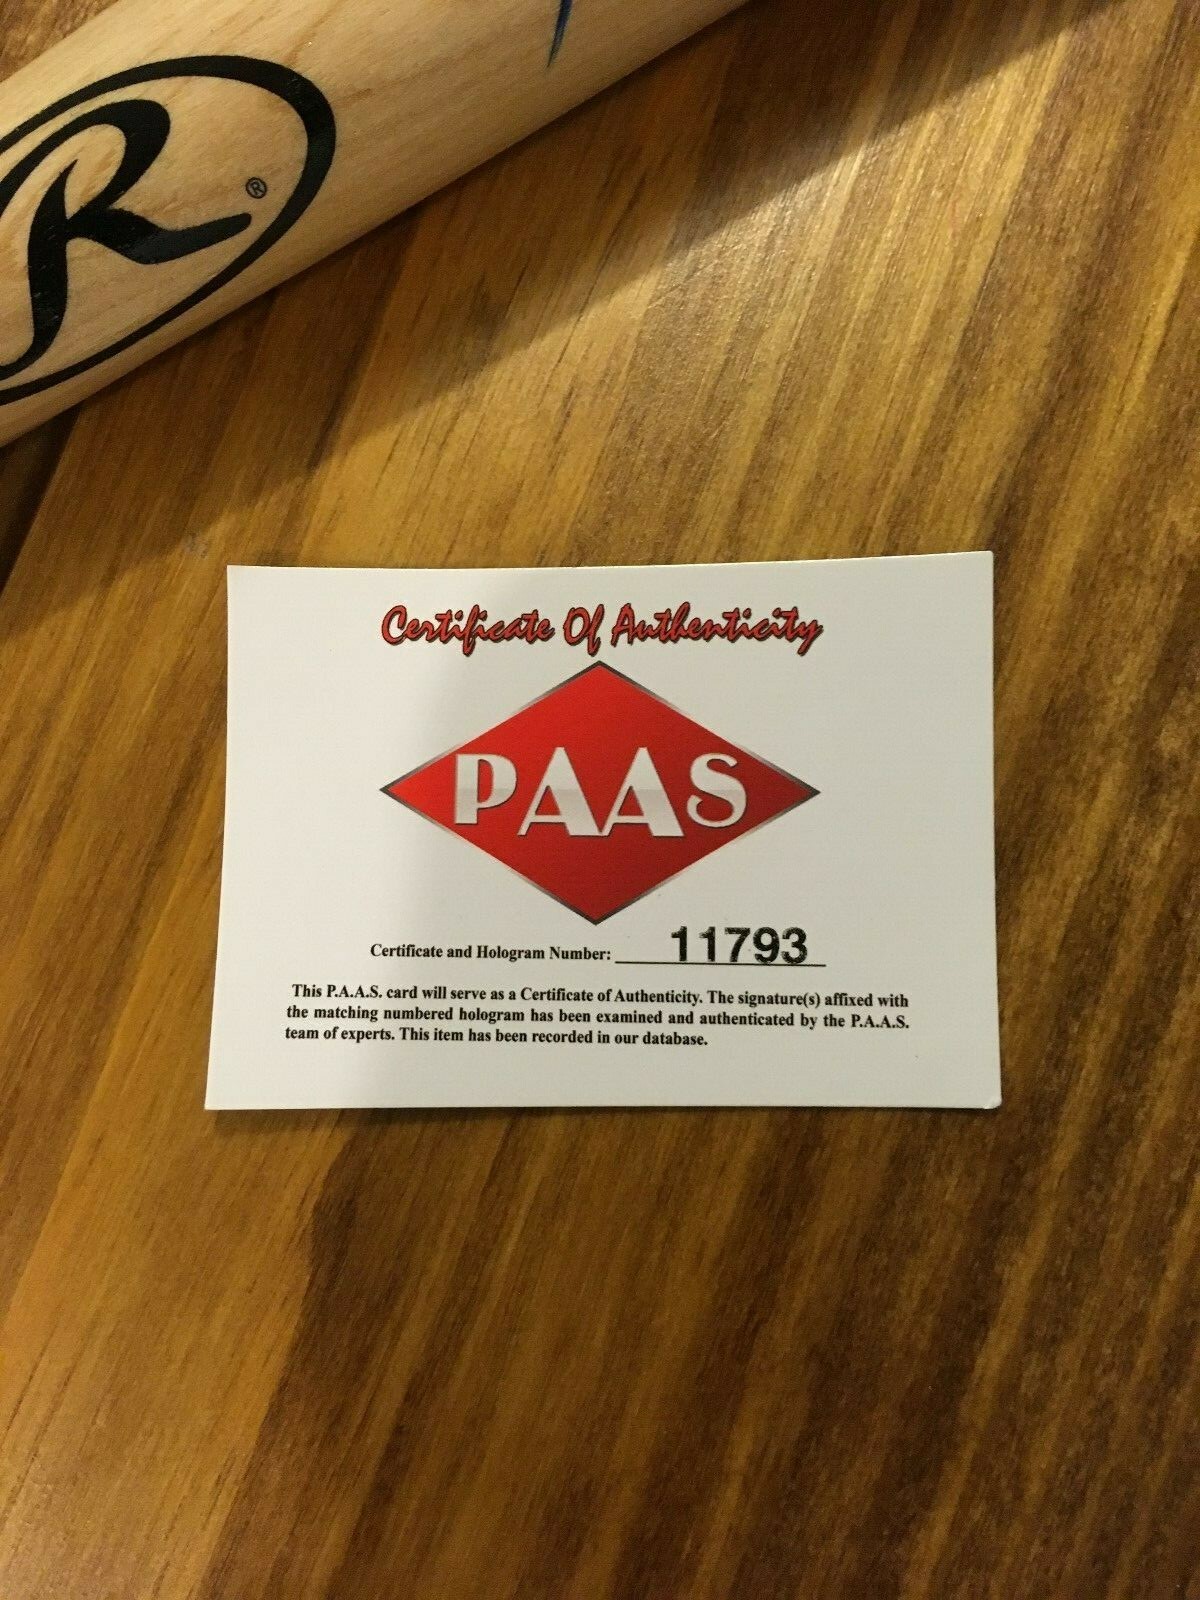 R ®
Certificate Of Authenticity
PAAS
Certificate and Hologram Number: 11793
This P.A.A.S. card will serve as a Certificate of Authenticity. The signature(s) affixed with
the matching numbered hologram has been examined and authenticated by the P.A.A.S.
team of experts. This item has been recorded in our database.